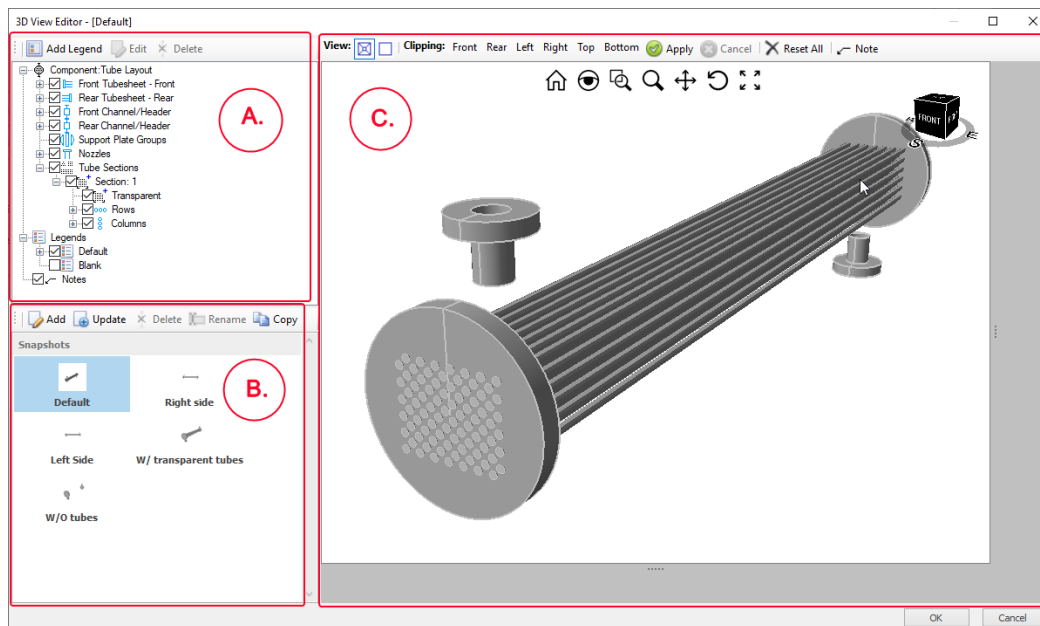 3D View Editor - [Default]
Add Legend Edit Delete
Component:Tube Layout
Front Tubesheet - Front
Rear Tubesheet - Rear
Front Channel/Header
Rear Channel/Header
Support Plate Groups
Nozzles
Tube Sections
Section: 1
Transparent
Rows
Columns
Legends
Default
Blank
Notes
A.
Add Update Delete Rename Copy
Snapshots
Default
Right side
Left Side
W/ transparent tubes
W/O tubes
B.
View: Clipping: Front Rear Left Right Top Bottom Apply Cancel Reset All Note
C.
FRONT
S
E
OK Cancel